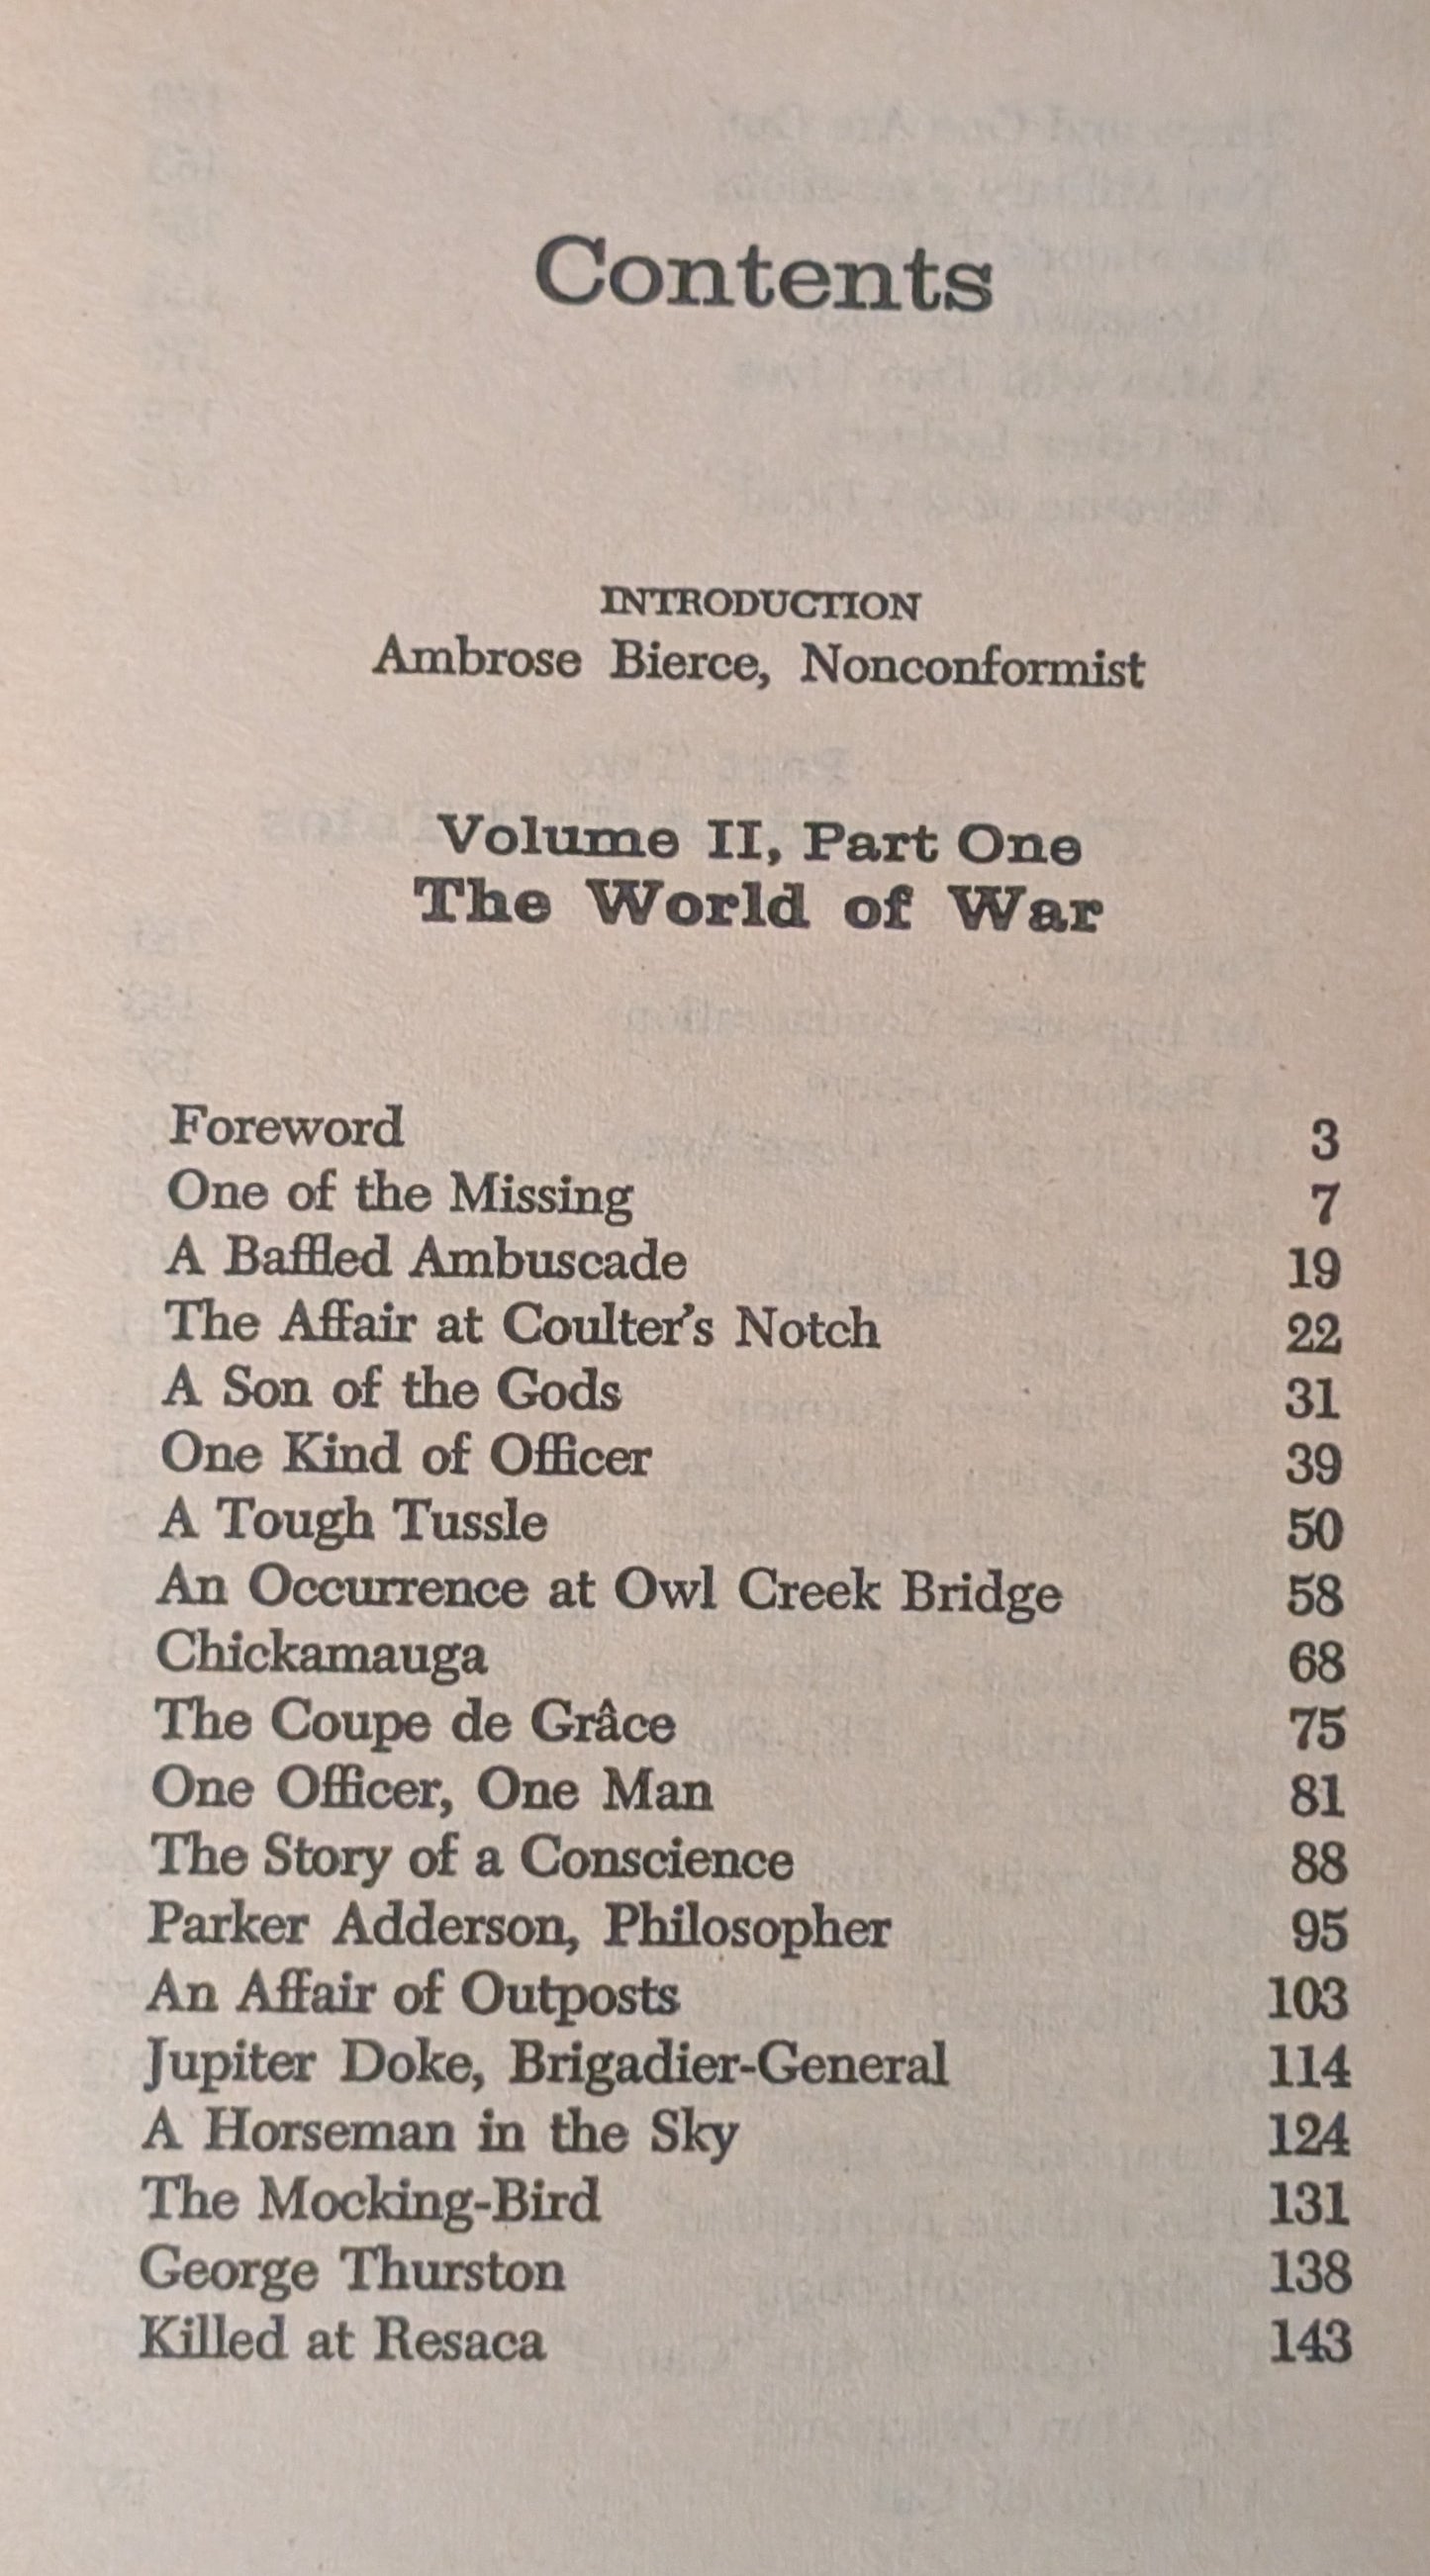 Contents
INTRODUCTION
Ambrose Bierce, Nonconformist
Volume II, Part One
The World of War
Foreword 3
One of the Missing 7
A Baffled Ambuscade 19
The Affair at Coulter's Notch 22
A Son of the Gods 31
One Kind of Officer 39
A Tough Tussle 50
An Occurrence at Owl Creek Bridge 58
Chickamauga 68
The Coupe de Grâce 75
One Officer, One Man 81
The Story of a Conscience 88
Parker Adderson, Philosopher 95
An Affair of Outposts 103
Jupiter Doke, Brigadier-General 114
A Horseman in the Sky 124
The Mocking-Bird 131
George Thurston 138
Killed at Resaca 143